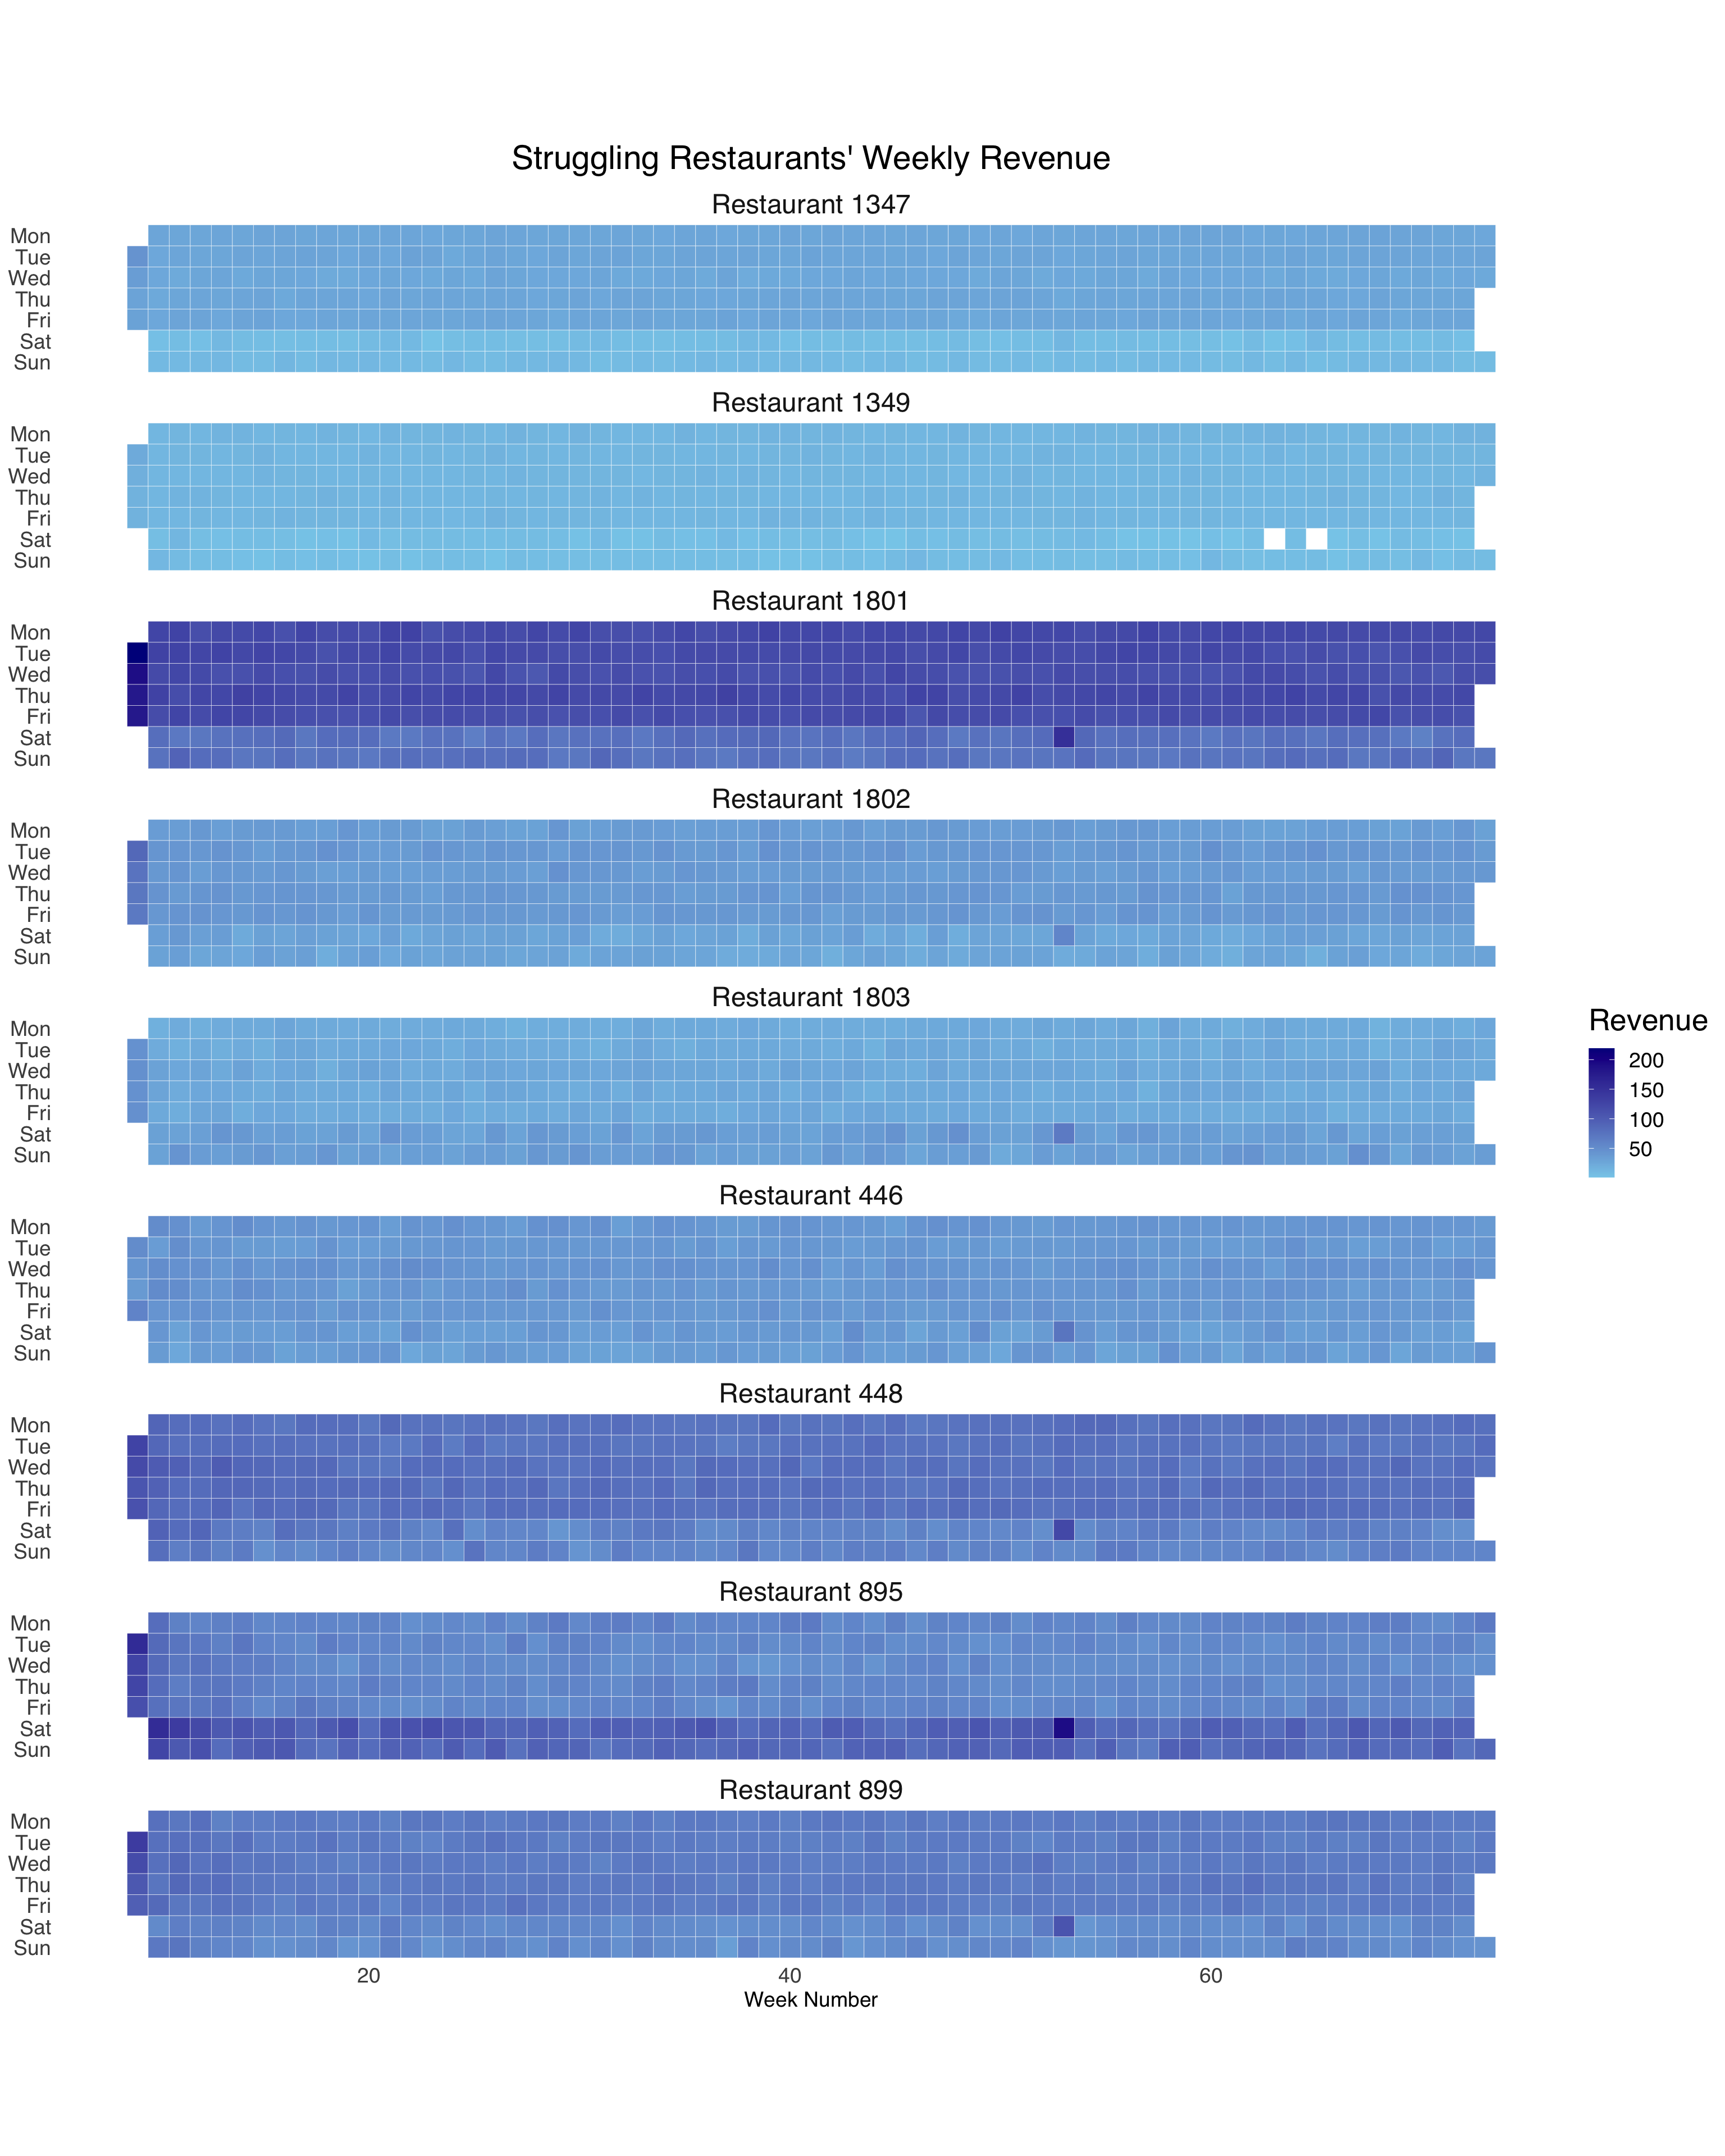 Struggling Restaurants' Weekly Revenue
Restaurant 1347
Mon
Tue
Wed
Thu
Fri
Sat
Sun
Restaurant 1349
Mon
Tue
Wed
Thu
Fri
Sat
Sun
Restaurant 1801
Mon
Tue
Wed
Thu
Fri
Sat
Sun
Restaurant 1802
Mon
Tue
Wed
Thu
Fri
Sat
Sun
Restaurant 1803
Mon
Tue
Wed
Thu
Fri
Sat
Sun
Restaurant 446
Mon
Tue
Wed
Thu
Fri
Sat
Sun
Restaurant 448
Mon
Tue
Wed
Thu
Fri
Sat
Sun
Restaurant 895
Mon
Tue
Wed
Thu
Fri
Sat
Sun
Restaurant 899
Mon
Tue
Wed
Thu
Fri
Sat
Sun
20 40 60
Week Number
Revenue
200
150
100
50